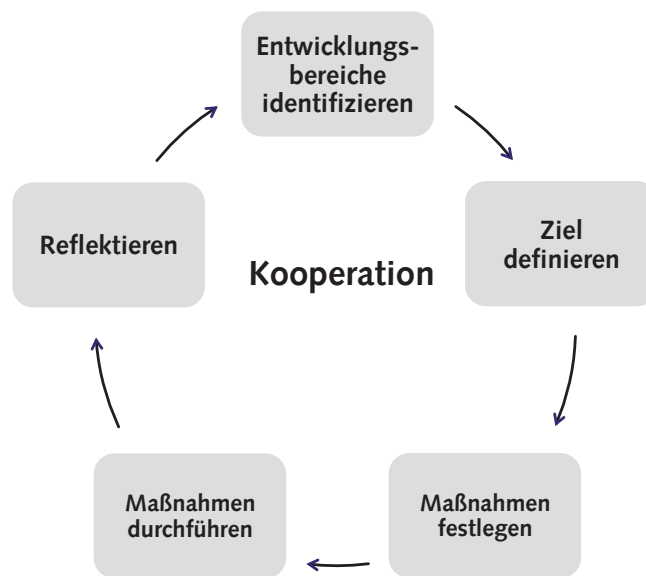 Entwicklungs-
bereiche
identifizieren
Ziel
definieren
Maßnahmen
festlegen
Maßnahmen
durchführen
Reflektieren
Kooperation